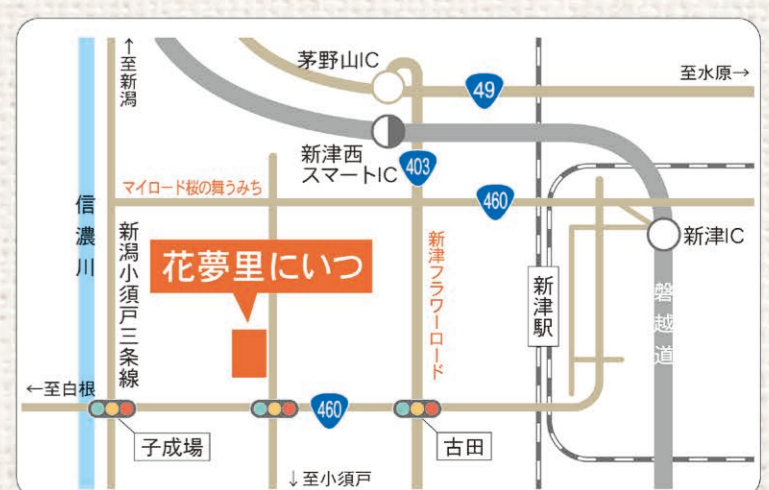 ↑至新潟
茅野山IC
49
至水原→
新津西
スマートIC
403
マイロード桜の舞うみち
460
信濃川
新潟小須戸三条線
花夢里にいつ
新津フラワーロード
新津駅
新津IC
磐越道
←至白根
460
子成場
古田
↓至小須戸